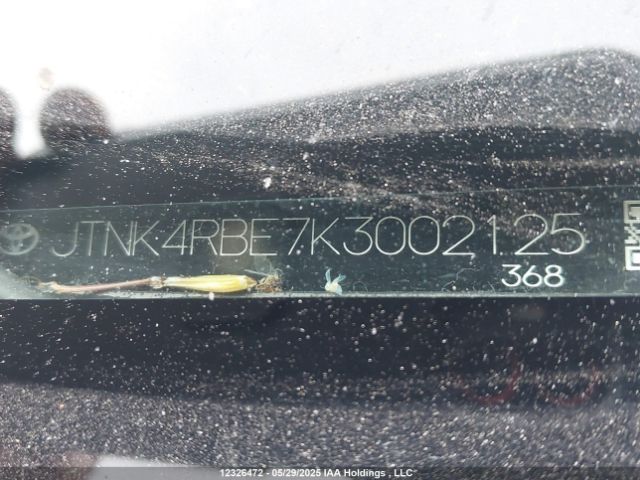 JTNK4RBE7K3002125
368
12326472 - 05/29/2025 IAA Holdings , LLC